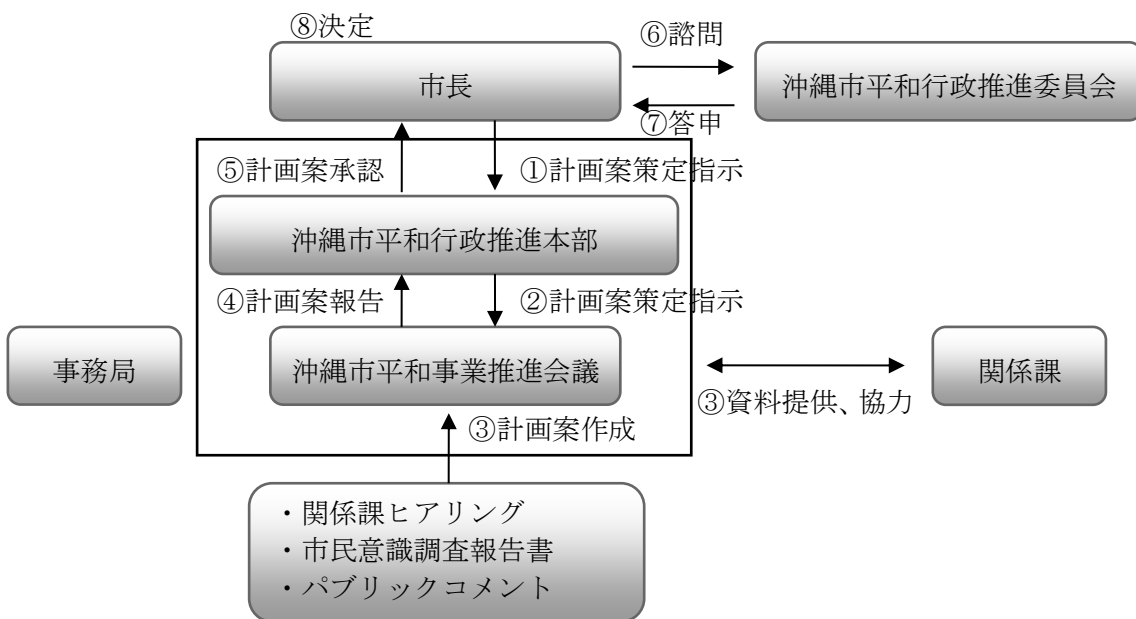 ⑧決定
市長
⑥諮問
⑦答申
沖縄市平和行政推進委員会
⑤計画案承認
①計画案策定指示
沖縄市平和行政推進本部
④計画案報告
②計画案策定指示
事務局
沖縄市平和事業推進会議
関係課
③資料提供、協力
③計画案作成
・関係課ヒアリング
・市民意識調査報告書
・パブリックコメント